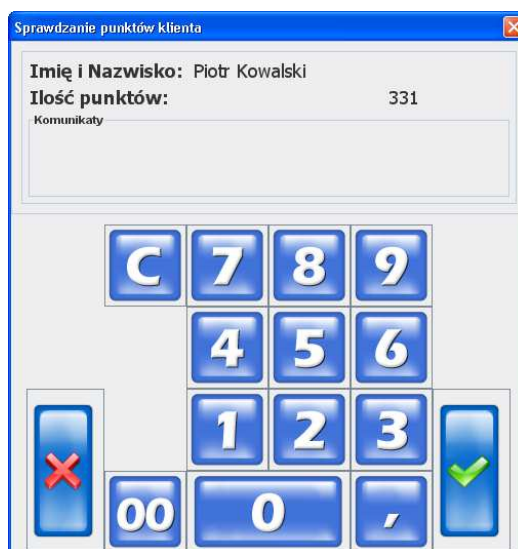 Sprawdzanie punktów klienta
Imię i Nazwisko: Piotr Kowalski
Ilość punktów: 331
Komunikaty
C 7 8 9
4 5 6
1 2 3
00 0 ,